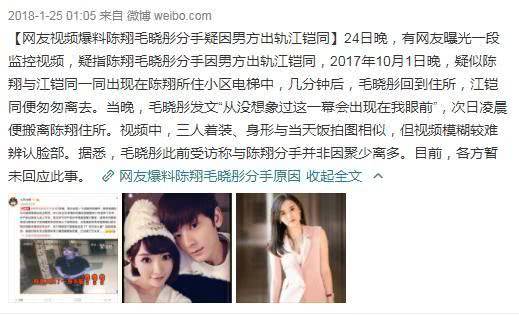 2018-1-25 01:05 来自 微博 weibo.com
【网友视频爆料陈翔毛晓彤分手疑因男方出轨江铠同】24日晚，有网友曝光一段
监控视频，疑指陈翔毛晓彤分手因男方出轨江铠同，2017年10月1日晚，疑似陈
翔与江铠同一同出现在陈翔所住小区电梯中，几分钟后，毛晓彤回到住所，江铠
同便匆匆离去。当晚，毛晓彤发文“从没想象过这一幕会出现在我眼前”，次日凌晨
便搬离陈翔住所。视频中，三人着装、身形与当天饭拍图相似，但视频模糊较难
辨认脸部。据悉，毛晓彤此前受访称与陈翔分手并非因聚少离多。目前，各方暂
未回应此事。 网友爆料陈翔毛晓彤分手原因 收起全文